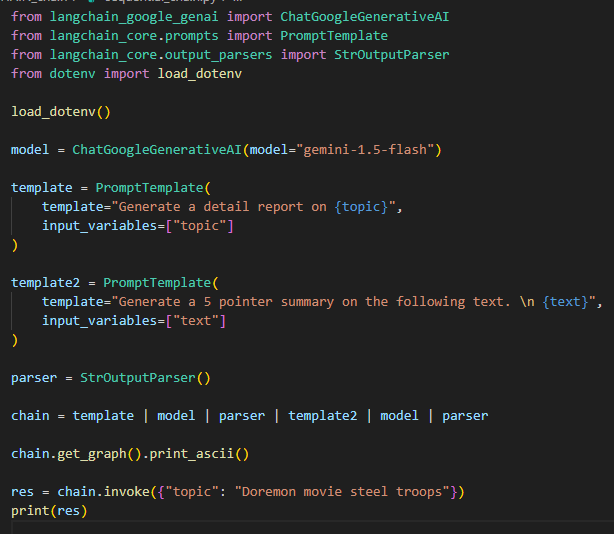 from langchain_google_genai import ChatGoogleGenerativeAI
from langchain_core.prompts import PromptTemplate
from langchain_core.output_parsers import StrOutputParser
from dotenv import load_dotenv

load_dotenv()

model = ChatGoogleGenerativeAI(model="gemini-1.5-flash")

template = PromptTemplate(
    template="Generate a detail report on {topic}",
    input_variables=["topic"]
)

template2 = PromptTemplate(
    template="Generate a 5 pointer summary on the following text. \n {text}",
    input_variables=["text"]
)

parser = StrOutputParser()

chain = template | model | parser | template2 | model | parser

chain.get_graph().print_ascii()

res = chain.invoke({"topic": "Doremon movie steel troops"})
print(res)